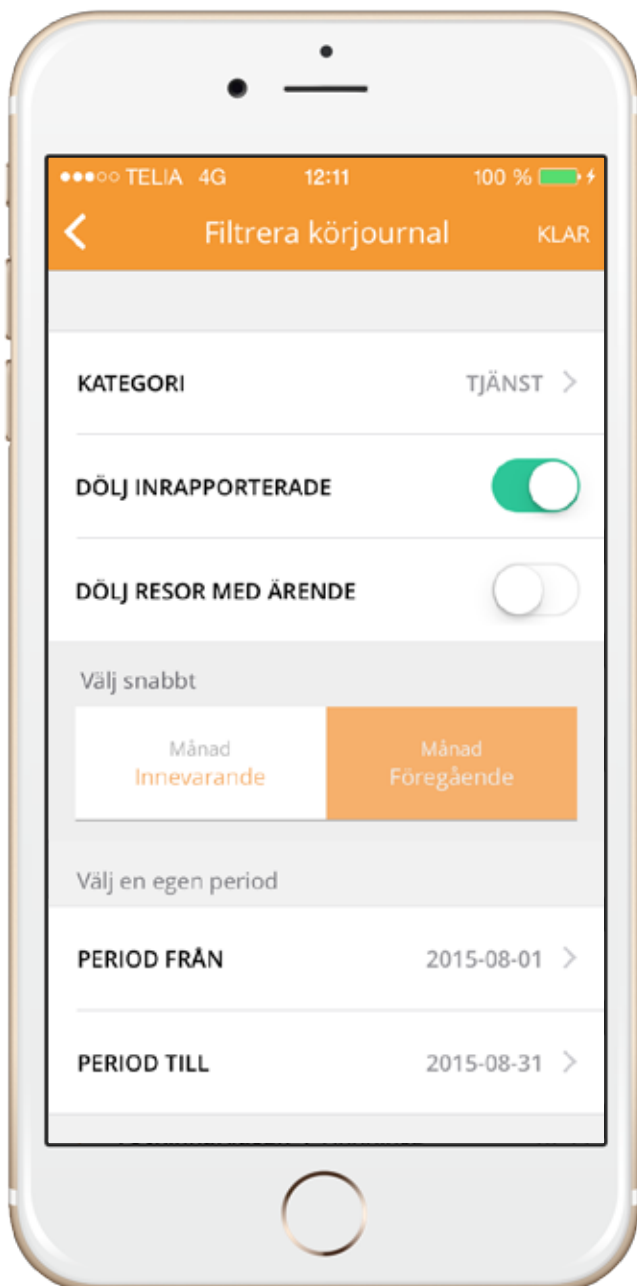 TELIA 4G 12:11 100 %
Filtrera körjournal KLAR
KATEGORI TJÄNST
DÖLJ INRAPPORTERADE
DÖLJ RESOR MED ÄRENDE
Välj snabbt
Månad Månad
Innevarande Föregående
Välj en egen period
PERIOD FRÅN 2015-08-01
PERIOD TILL 2015-08-31